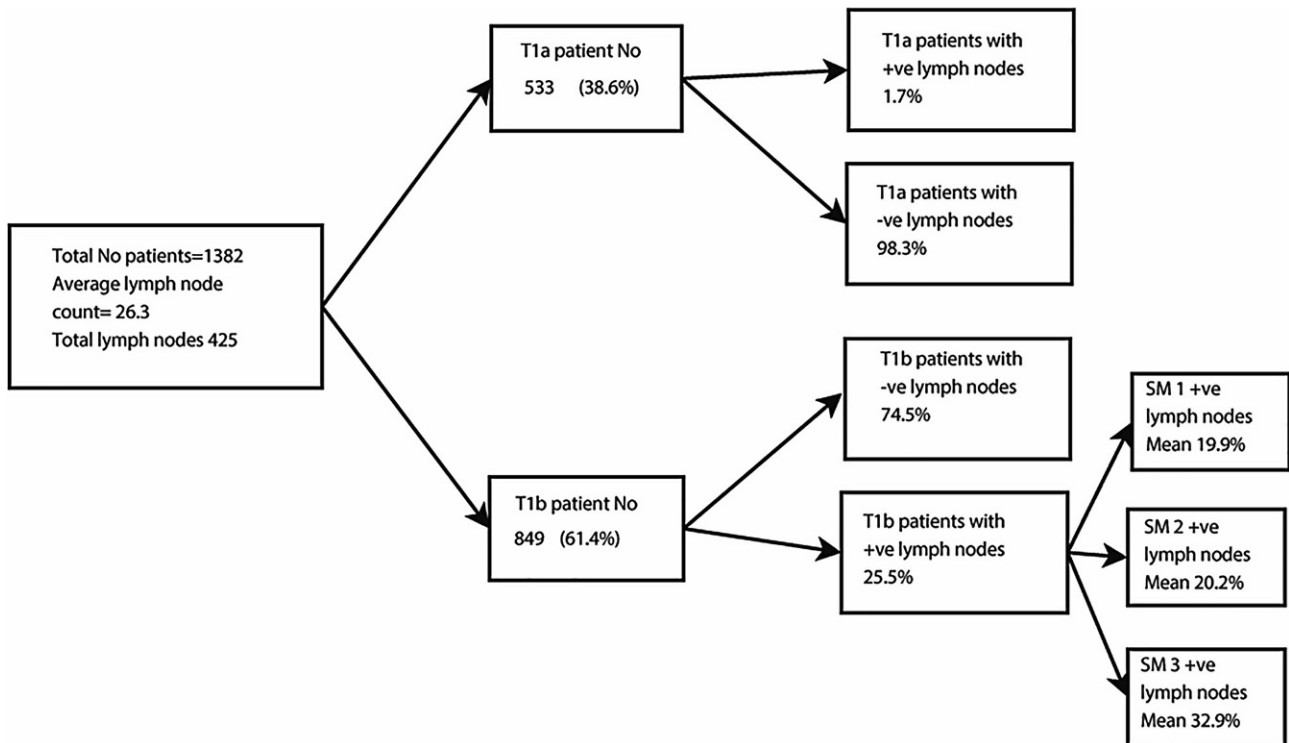 T1a patient No
533 (38.6%)
T1a patients with
+ve lymph nodes
1.7%
T1a patients with
-ve lymph nodes
98.3%
Total No patients=1382
Average lymph node
count= 26.3
Total lymph nodes 425
T1b patient No
849 (61.4%)
T1b patients with
-ve lymph nodes
74.5%
T1b patients with
+ve lymph nodes
25.5%
SM 1 +ve
lymph nodes
Mean 19.9%
SM 2 +ve
lymph nodes
Mean 20.2%
SM 3 +ve
lymph nodes
Mean 32.9%